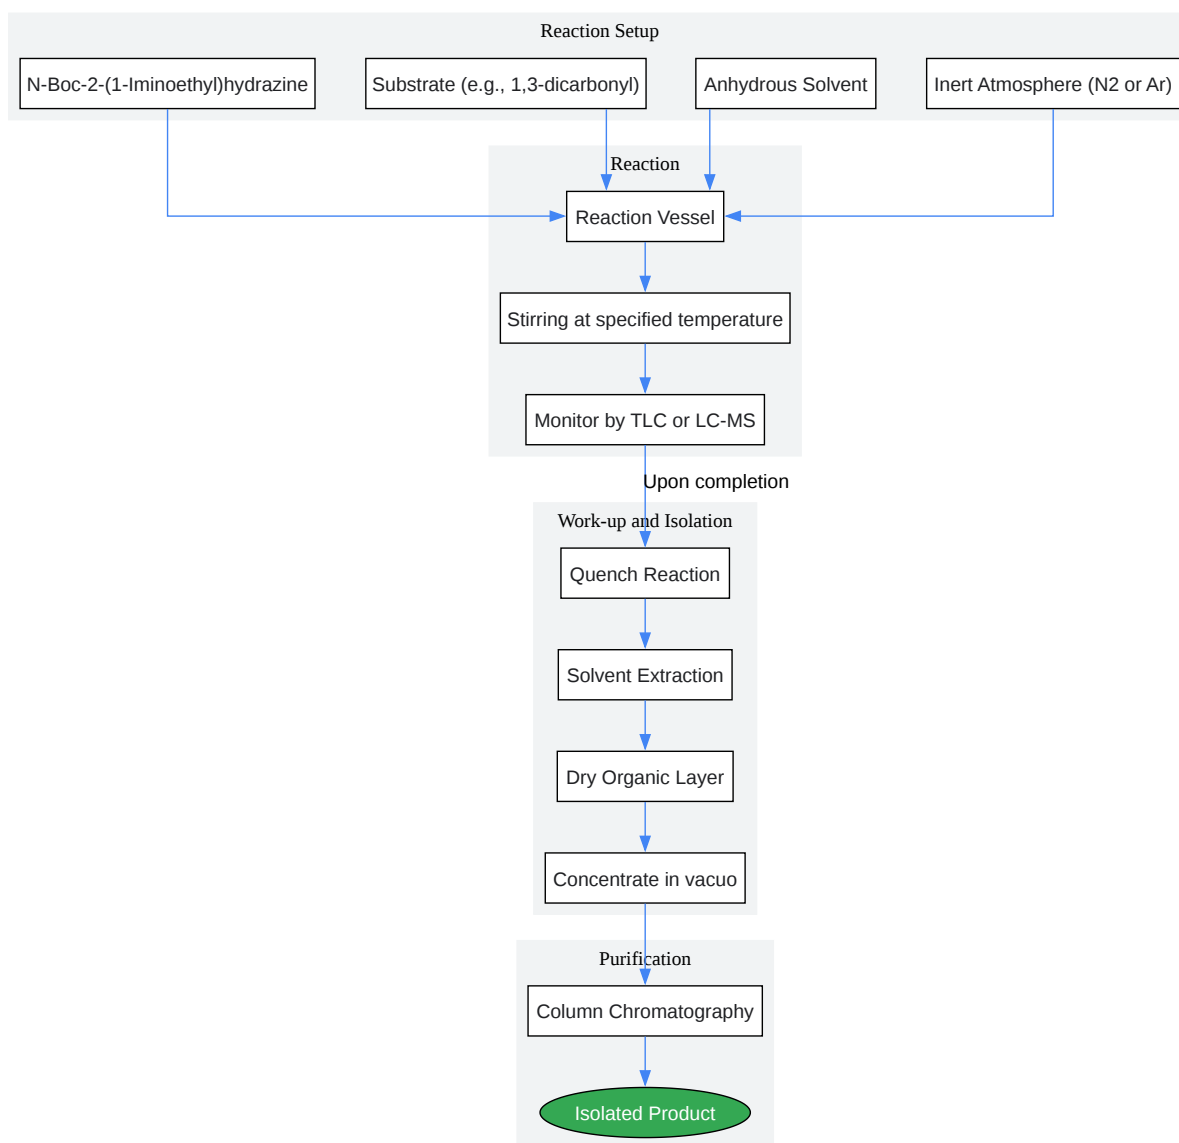 Reaction Setup
N-Boc-2-(1-Iminoethyl)hydrazine
Substrate (e.g., 1,3-dicarbonyl)
Anhydrous Solvent
Inert Atmosphere (N2 or Ar)
Reaction
Reaction Vessel
Stirring at specified temperature
Monitor by TLC or LC-MS
Upon completion
Work-up and Isolation
Quench Reaction
Solvent Extraction
Dry Organic Layer
Concentrate in vacuo
Purification
Column Chromatography
Isolated Product